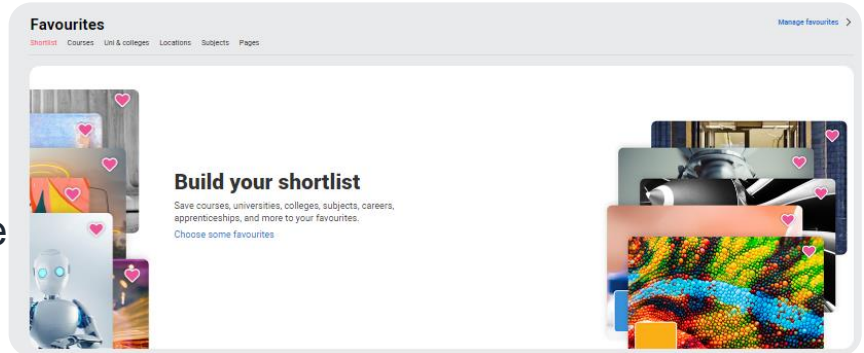 Favourites
Manage favourites
Shortlist Courses Uni & colleges Locations Subjects Pages
Build your shortlist
Save courses, universities, colleges, subjects, careers,
apprenticeships, and more to your favourites.
Choose some favourites